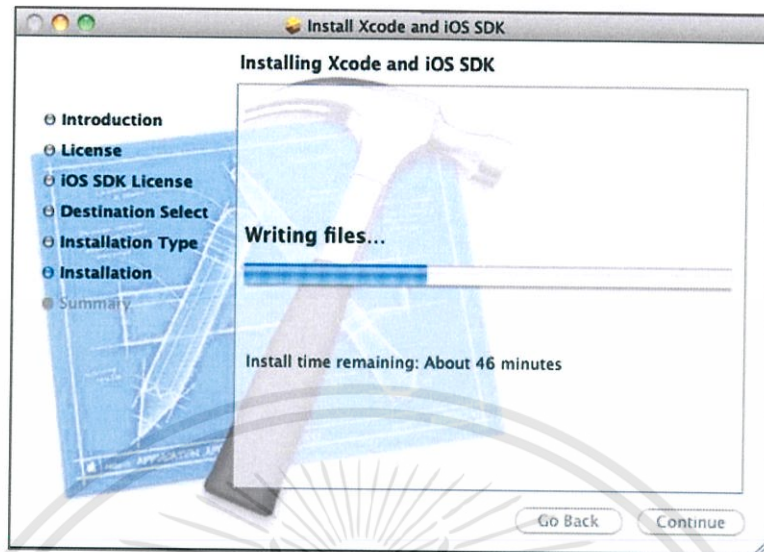 Install Xcode and iOS SDK
Installing Xcode and iOS SDK
Introduction
License
iOS SDK License
Destination Select
Installation Type
Installation
Summary
Writing files...
Install time remaining: About 46 minutes
Go Back
Continue